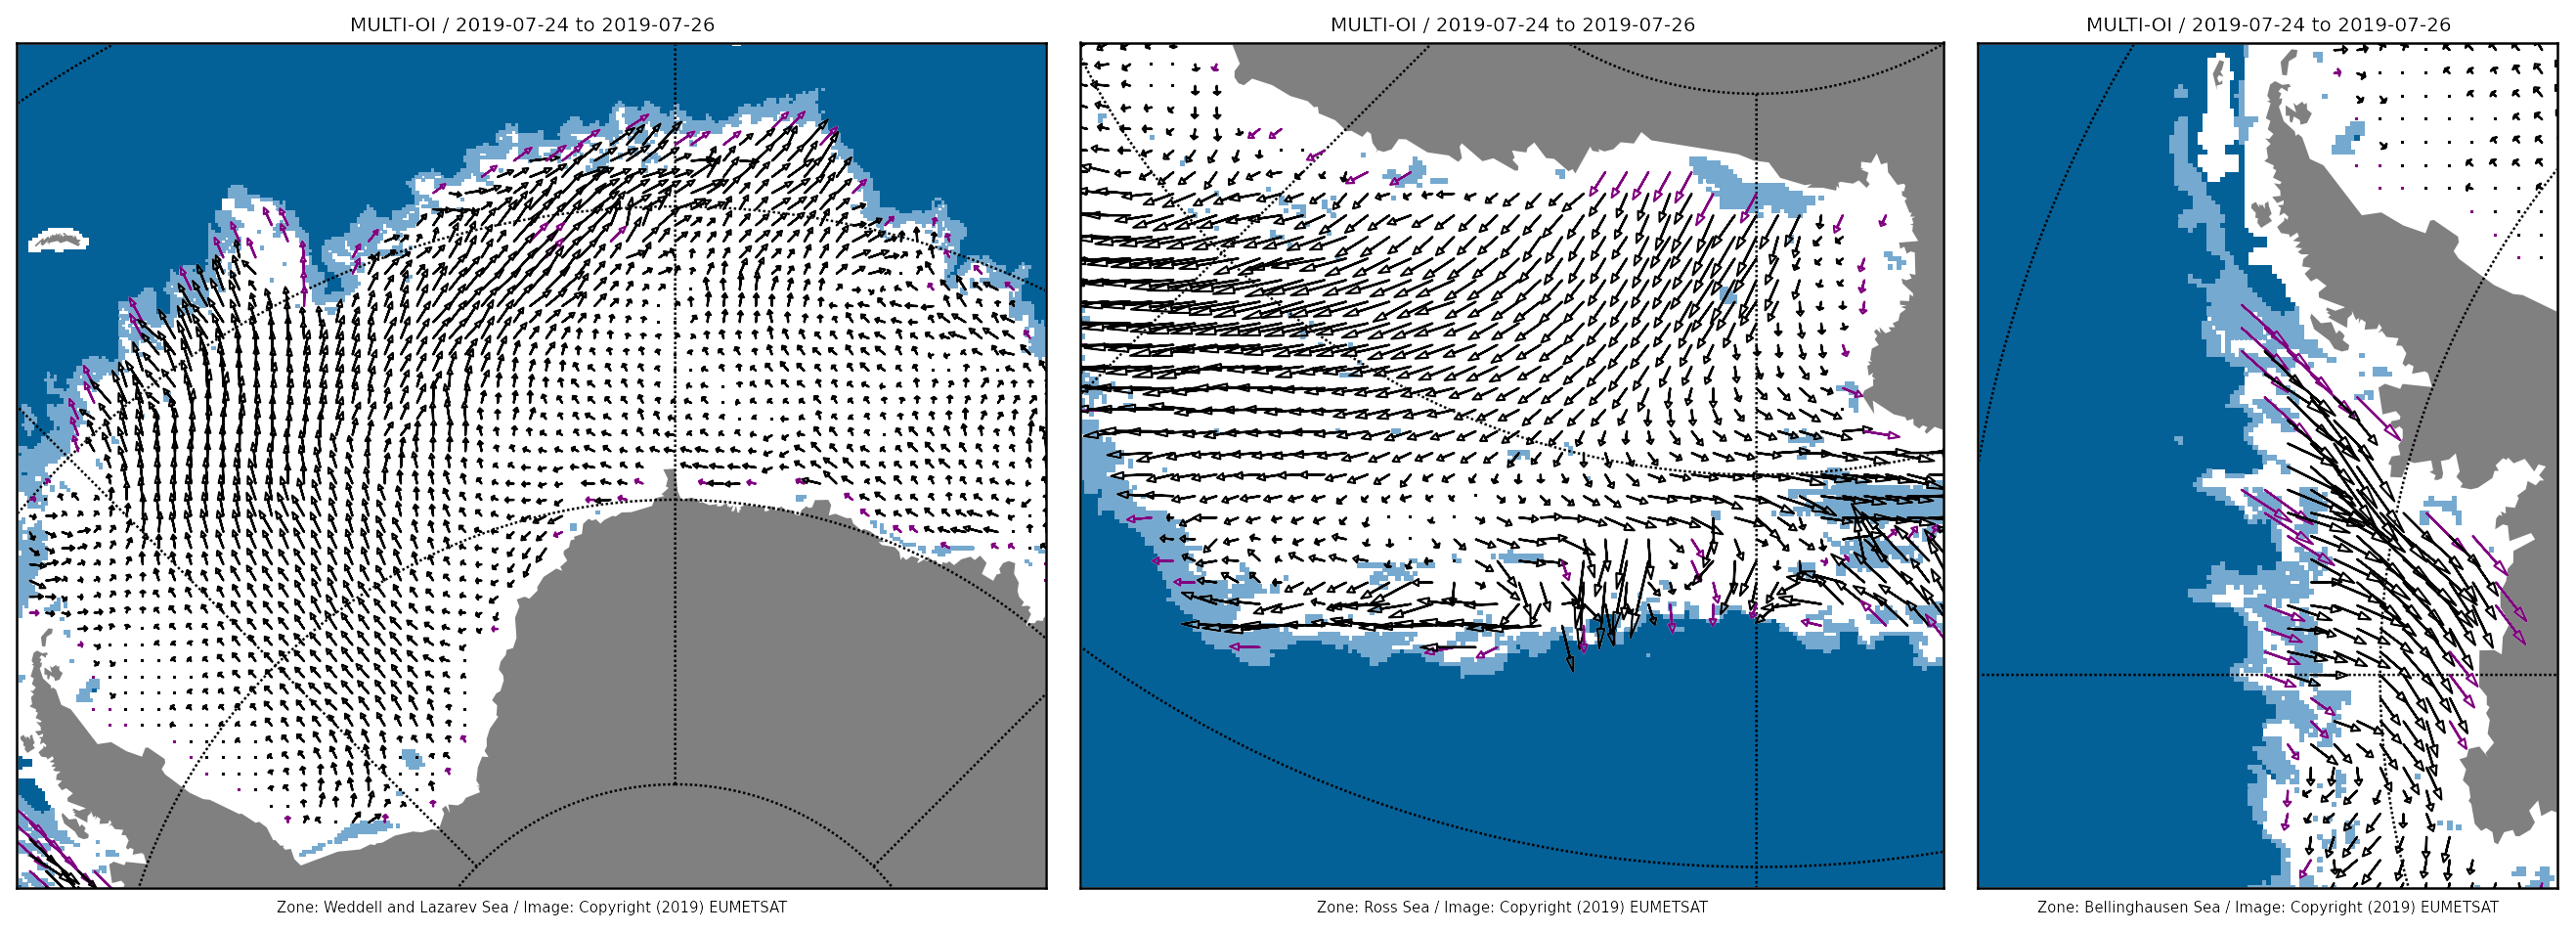 MULTI-OI / 2019-07-24 to 2019-07-26
MULTI-OI / 2019-07-24 to 2019-07-26
MULTI-OI / 2019-07-24 to 2019-07-26
Zone: Weddell and Lazarev Sea / Image: Copyright (2019) EUMETSAT
Zone: Ross Sea / Image: Copyright (2019) EUMETSAT
Zone: Bellinghausen Sea / Image: Copyright (2019) EUMETSAT